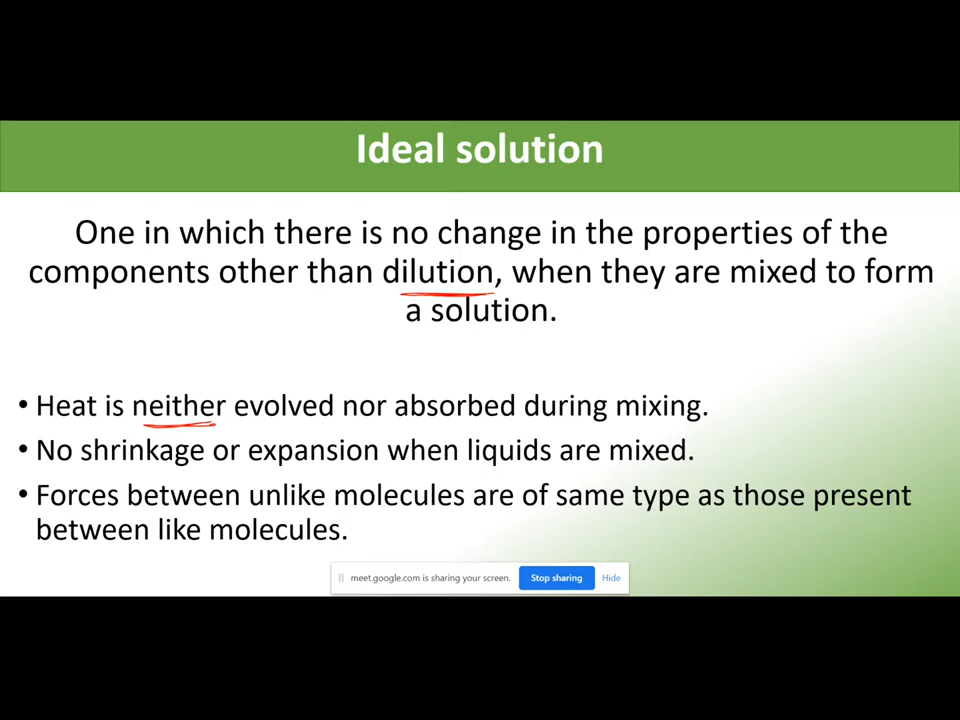 Ideal solution
One in which there is no change in the properties of the
components other than dilution, when they are mixed to form
a solution.
• Heat is neither evolved nor absorbed during mixing.
• No shrinkage or expansion when liquids are mixed.
• Forces between unlike molecules are of same type as those present
between like molecules.
meet.google.com is sharing your screen. Stop sharing Hide